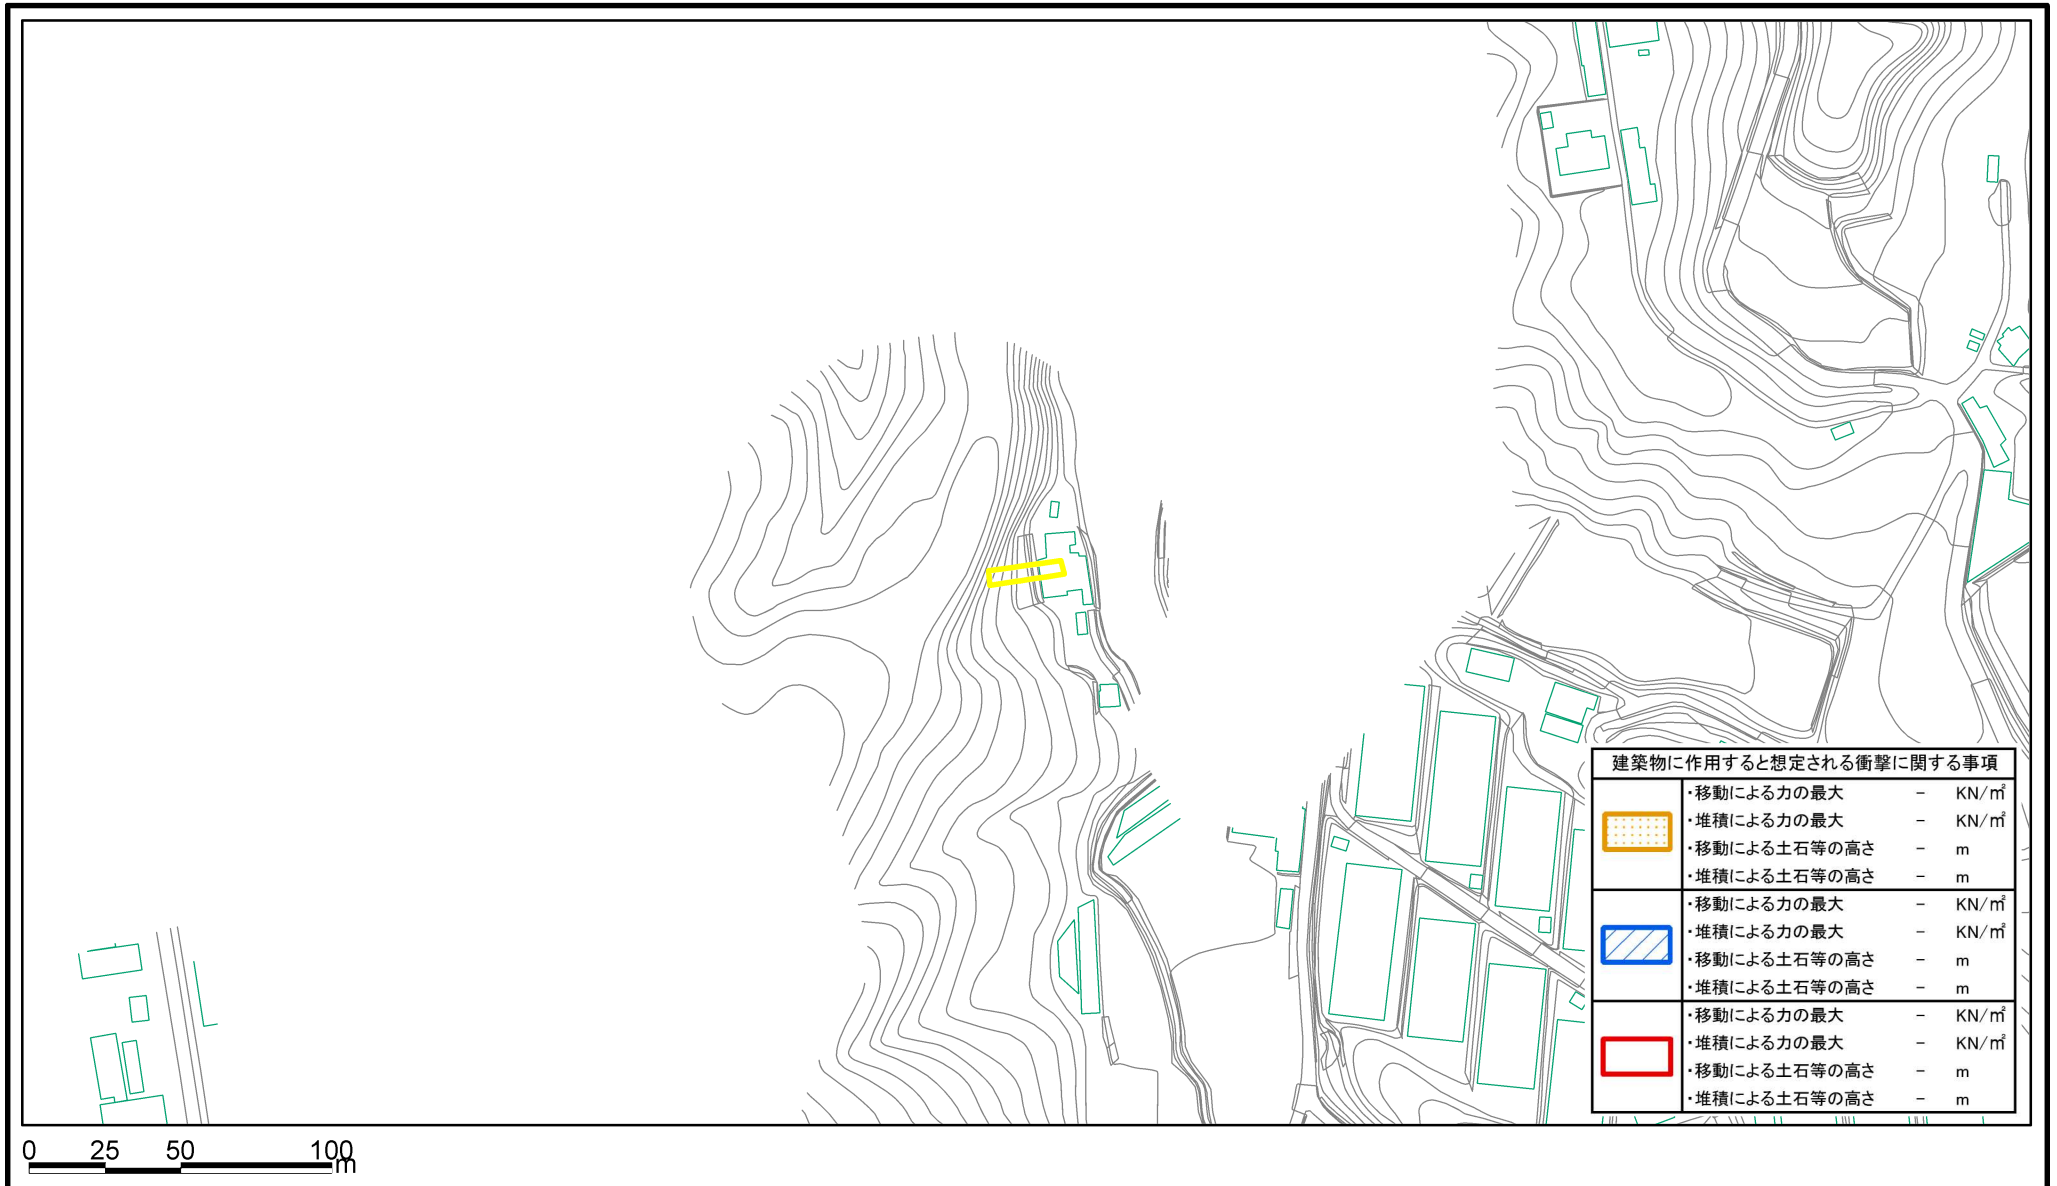 建築物に作用すると想定される衝撃に関する事項
・移動による力の最大 － KN/㎡
・堆積による力の最大 － KN/㎡
・移動による土石等の高さ － m
・堆積による土石等の高さ － m
・移動による力の最大 － KN/㎡
・堆積による力の最大 － KN/㎡
・移動による土石等の高さ － m
・堆積による土石等の高さ － m
・移動による力の最大 － KN/㎡
・堆積による力の最大 － KN/㎡
・移動による土石等の高さ － m
・堆積による土石等の高さ － m
0 25 50 100
m